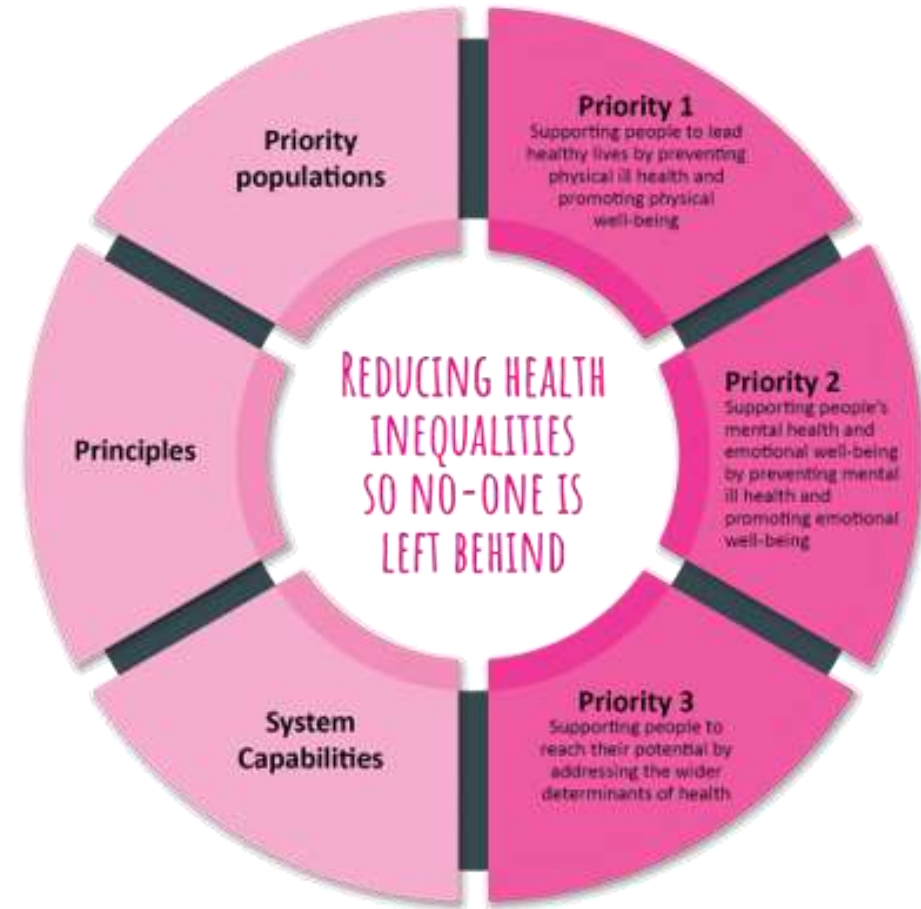 Priority
populations
Priority 1
Supporting people to lead
healthy lives by preventing
physical ill health and
promoting physical
well-being
Principles
REDUCING HEALTH
INEQUALITIES
SO NO-ONE IS
LEFT BEHIND
Priority 2
Supporting people's
mental health and
emotional well-being
by preventing mental
ill health and
promoting emotional
well-being
System
Capabilities
Priority 3
Supporting people to
reach their potential by
addressing the wider
determinants of health